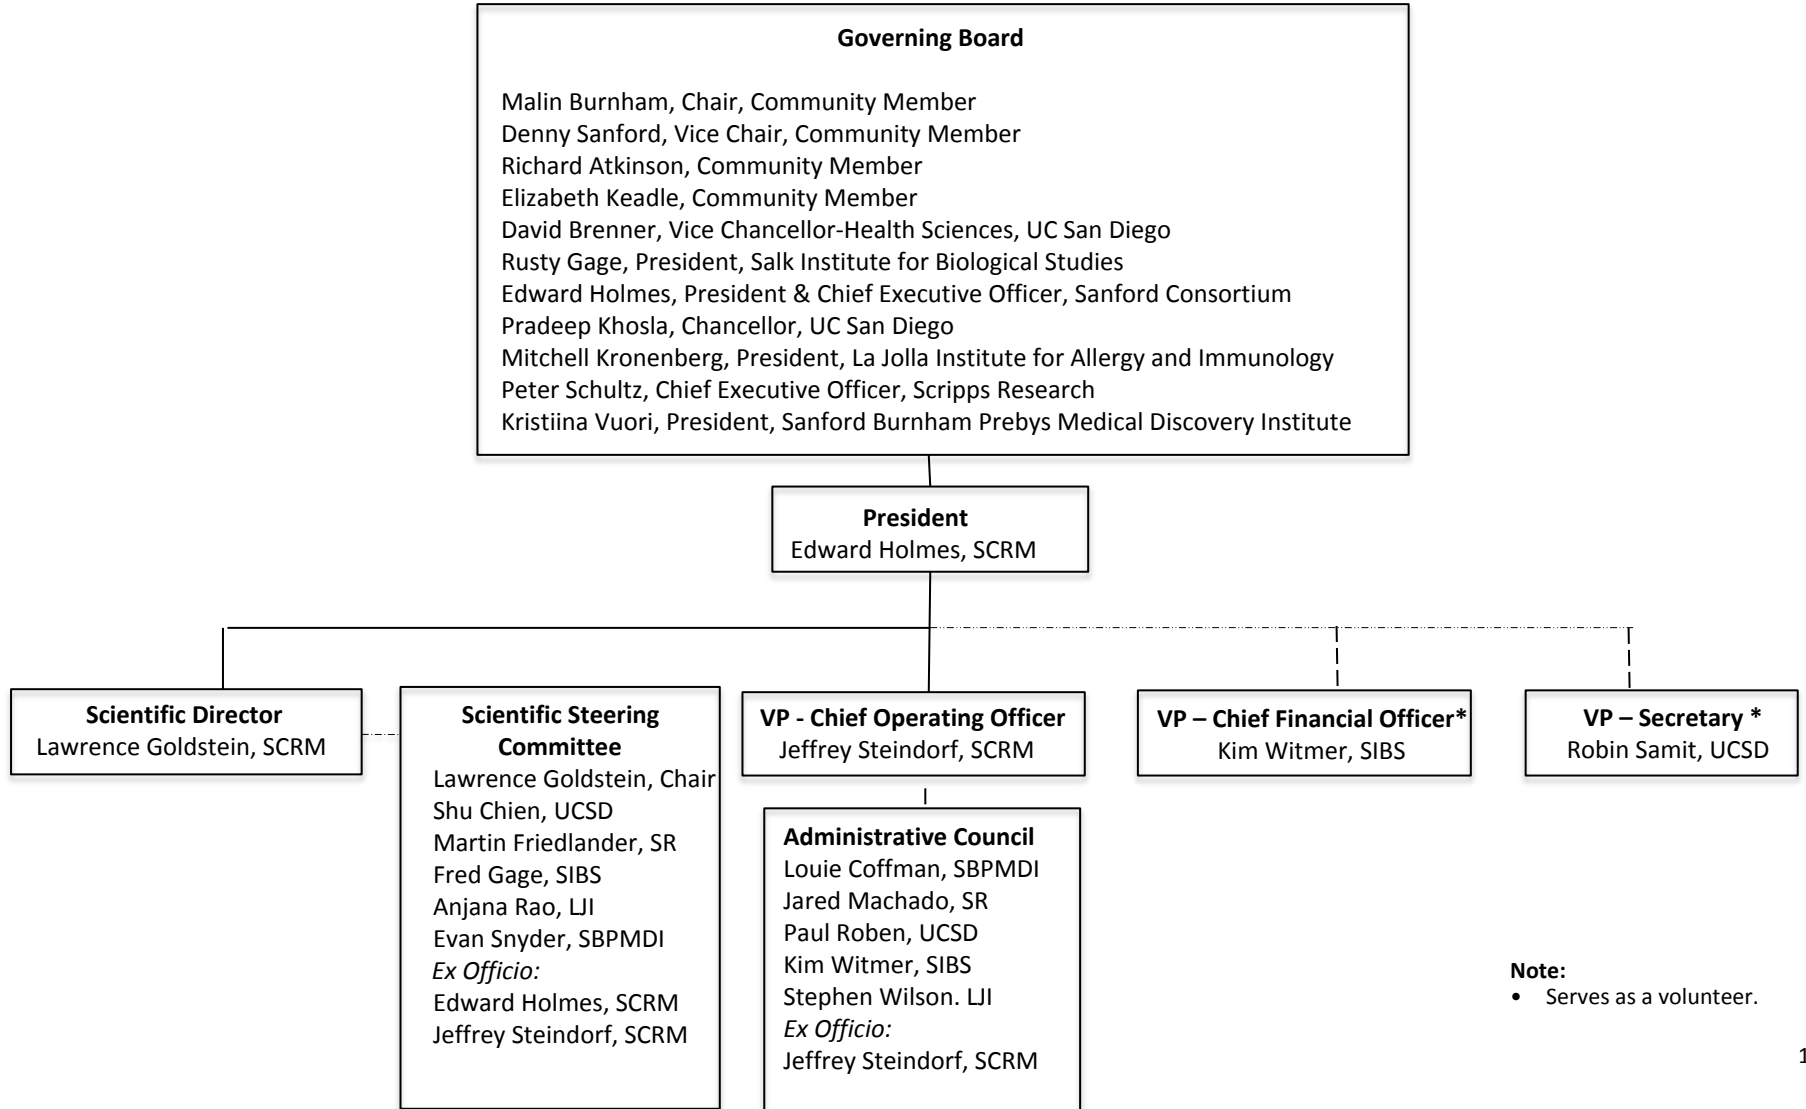 Governing Board
Malin Burnham, Chair, Community Member
Denny Sanford, Vice Chair, Community Member
Richard Atkinson, Community Member
Elizabeth Keadle, Community Member
David Brenner, Vice Chancellor-Health Sciences, UC San Diego
Rusty Gage, President, Salk Institute for Biological Studies
Edward Holmes, President & Chief Executive Officer, Sanford Consortium
Pradeep Khosla, Chancellor, UC San Diego
Mitchell Kronenberg, President, La Jolla Institute for Allergy and Immunology
Peter Schultz, Chief Executive Officer, Scripps Research
Kristiina Vuori, President, Sanford Burnham Prebys Medical Discovery Institute
President
Edward Holmes, SCRM
Scientific Director
Lawrence Goldstein, SCRM
Scientific Steering
Committee
Lawrence Goldstein, Chair
Shu Chien, UCSD
Martin Friedlander, SR
Fred Gage, SIBS
Anjana Rao, LJI
Evan Snyder, SBPMDI
Ex Officio:
Edward Holmes, SCRM
Jeffrey Steindorf, SCRM
VP - Chief Operating Officer
Jeffrey Steindorf, SCRM
Administrative Council
Louie Coffman, SBPMDI
Jared Machado, SR
Paul Roben, UCSD
Kim Witmer, SIBS
Stephen Wilson. LJI
Ex Officio:
Jeffrey Steindorf, SCRM
VP – Chief Financial Officer*
Kim Witmer, SIBS
VP – Secretary *
Robin Samit, UCSD
Note:
• Serves as a volunteer.
1